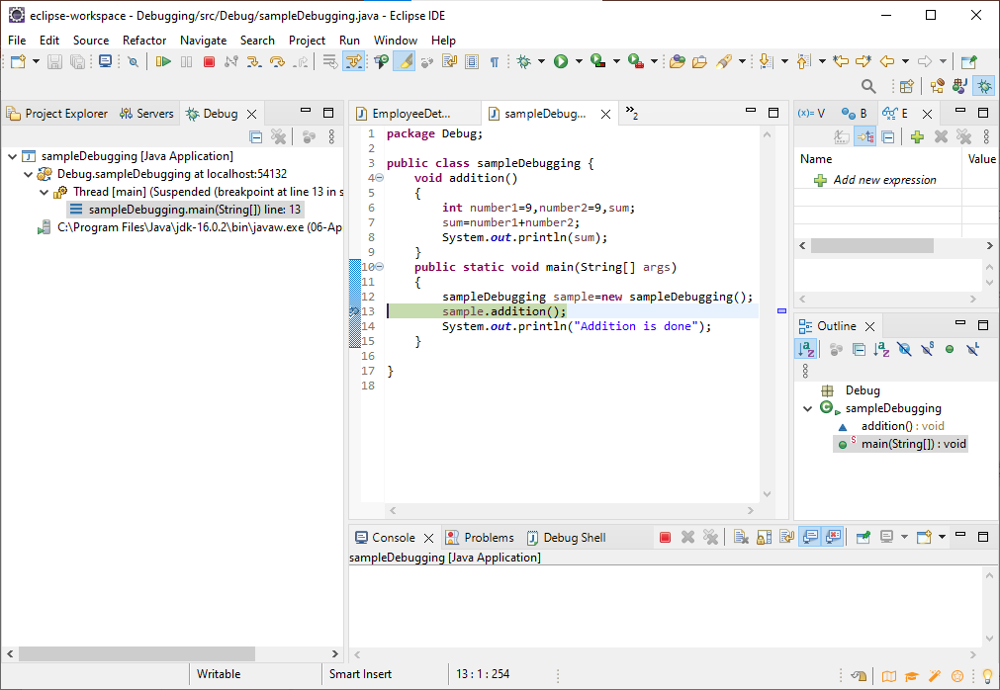 eclipse-workspace - Debugging/src/Debug/sampleDebugging.java - Eclipse IDE
File Edit Source Refactor Navigate Search Project Run Window Help
Project Explorer Servers Debug
sampleDebugging [Java Application]
Debug.sampleDebugging at localhost:54132
Thread [main] (Suspended (breakpoint at line 13 in s
sampleDebugging.main(String[]) line: 13
C:\Program Files\Java\jdk-16.0.2\bin\javaw.exe (06-Ap
EmployeeDet... sampleDebug... »2
1 package Debug;
2
3 public class sampleDebugging {
4 void addition()
5 {
6 int number1=9,number2=9,sum;
7 sum=number1+number2;
8 System.out.println(sum);
9 }
10 public static void main(String[] args)
11 {
12 sampleDebugging sample=new sampleDebugging();
13 sample.addition();
14 System.out.println("Addition is done");
15 }
16
17 }
18
(x)= V B E
Name Value
Add new expression
Outline
Debug
sampleDebugging
addition() : void
main(String[]) : void
Console Problems Debug Shell
sampleDebugging [Java Application]
Writable Smart Insert 13 : 1 : 254